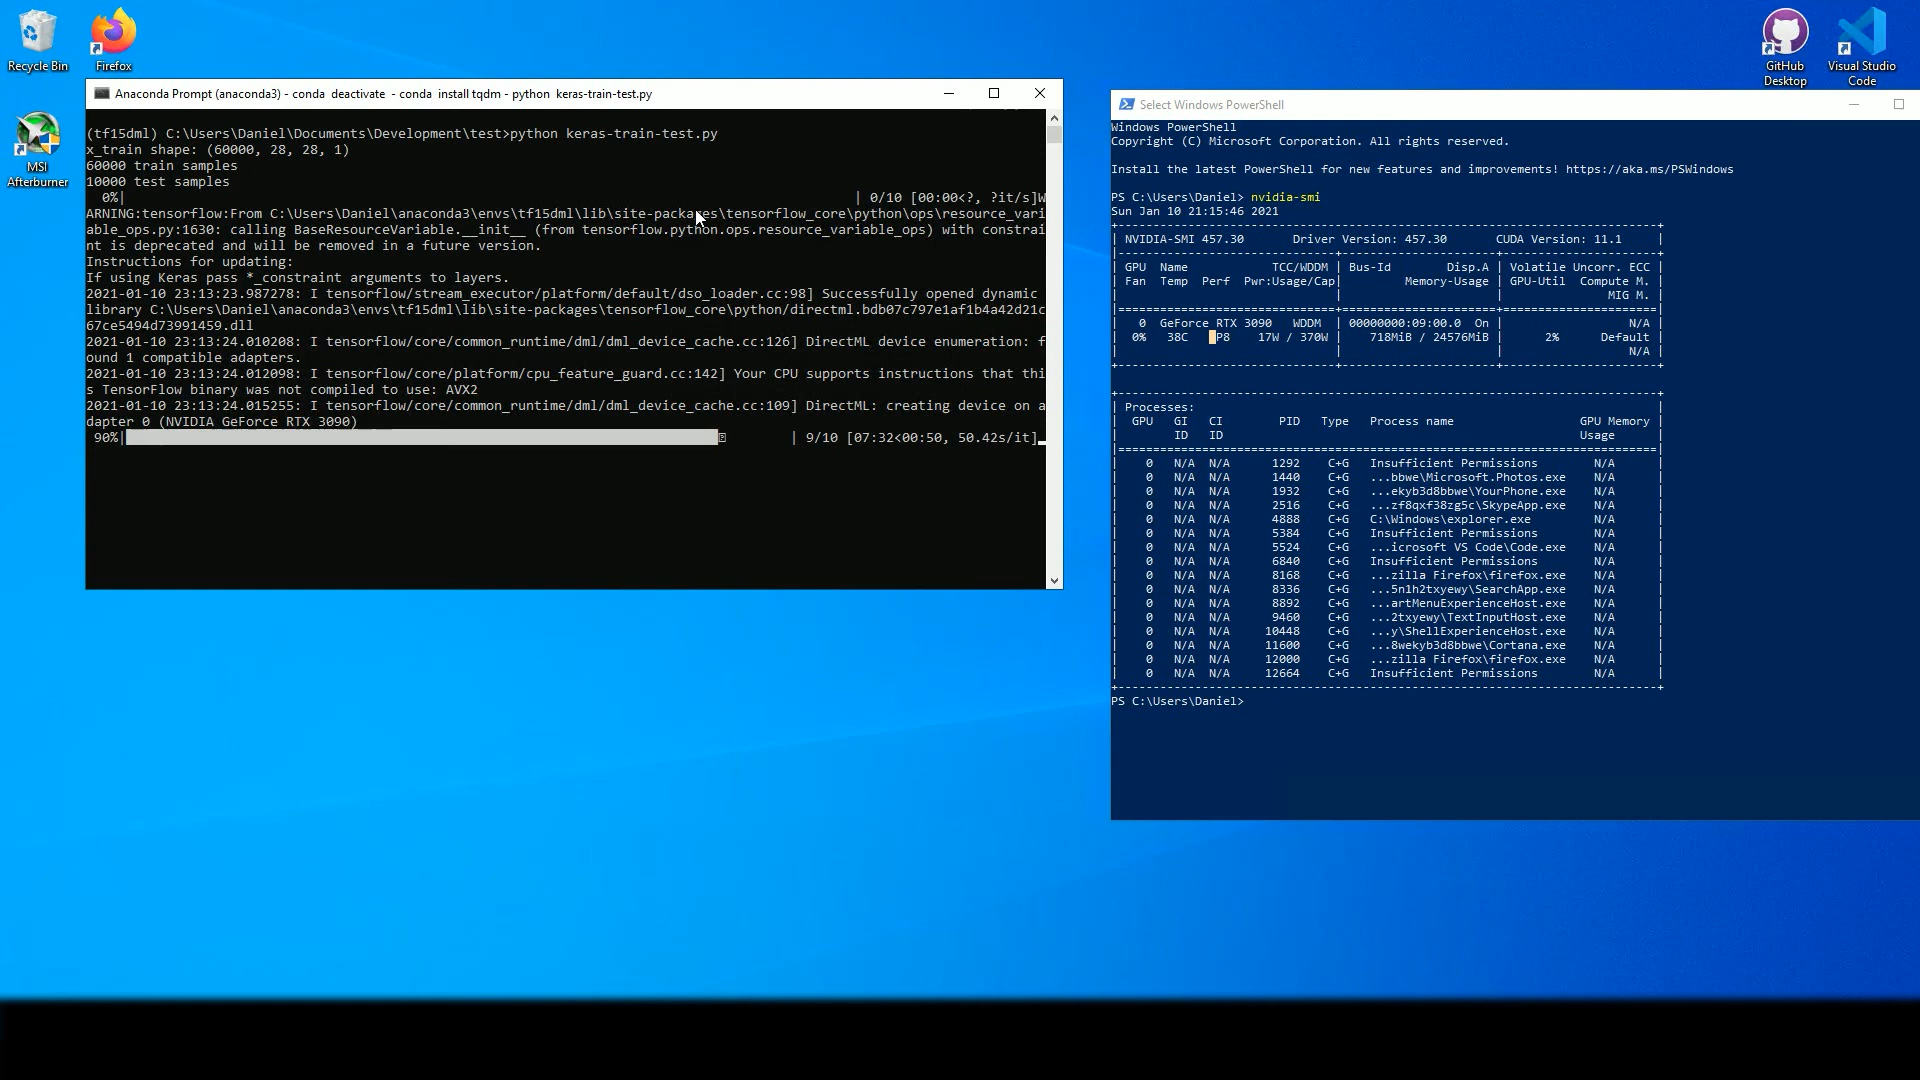 Recycle Bin
Firefox
MSI
Afterburner
GitHub
Desktop
Visual Studio
Code
Anaconda Prompt (anaconda3) - conda  deactivate  - conda  install tqdm - python  keras-train-test.py
(tf15dml) C:\Users\Daniel\Documents\Development\test>python keras-train-test.py
x_train shape: (60000, 28, 28, 1)
60000 train samples
10000 test samples
  0%|                                                                                            | 0/10 [00:00<?, ?it/s]W
ARNING:tensorflow:From C:\Users\Daniel\anaconda3\envs\tf15dml\lib\site-packages\tensorflow_core\python\ops\resource_vari
able_ops.py:1630: calling BaseResourceVariable.__init__ (from tensorflow.python.ops.resource_variable_ops) with constrai
nt is deprecated and will be removed in a future version.
Instructions for updating:
If using Keras pass *_constraint arguments to layers.
2021-01-10 23:13:23.987278: I tensorflow/stream_executor/platform/default/dso_loader.cc:98] Successfully opened dynamic
library C:\Users\Daniel\anaconda3\envs\tf15dml\lib\site-packages\tensorflow_core\python/directml.bdb07c797e1af1b4a42d21c
67ce5494d73991459.dll
2021-01-10 23:13:24.010208: I tensorflow/core/common_runtime/dml/dml_device_cache.cc:126] DirectML device enumeration: f
ound 1 compatible adapters.
2021-01-10 23:13:24.012098: I tensorflow/core/platform/cpu_feature_guard.cc:142] Your CPU supports instructions that thi
s TensorFlow binary was not compiled to use: AVX2
2021-01-10 23:13:24.015255: I tensorflow/core/common_runtime/dml/dml_device_cache.cc:109] DirectML: creating device on a
dapter 0 (NVIDIA GeForce RTX 3090)
 90%|        | 9/10 [07:32<00:50, 50.42s/it]
Select Windows PowerShell
Windows PowerShell
Copyright (C) Microsoft Corporation. All rights reserved.
Install the latest PowerShell for new features and improvements! https://aka.ms/PSWindows
PS C:\Users\Daniel> nvidia-smi
Sun Jan 10 21:15:46 2021
+-----------------------------------------------------------------------------+
| NVIDIA-SMI 457.30       Driver Version: 457.30       CUDA Version: 11.1     |
|-------------------------------+----------------------+----------------------+
| GPU  Name            TCC/WDDM | Bus-Id        Disp.A | Volatile Uncorr. ECC |
| Fan  Temp  Perf  Pwr:Usage/Cap|         Memory-Usage | GPU-Util  Compute M. |
|                               |                      |               MIG M. |
|===============================+======================+======================|
|   0  GeForce RTX 3090   WDDM  | 00000000:09:00.0  On |                  N/A |
|  0%   38C    P8    17W / 370W |    718MiB / 24576MiB |      2%      Default |
|                               |                      |                  N/A |
+-------------------------------+----------------------+----------------------+
+-----------------------------------------------------------------------------+
| Processes:                                                                  |
|  GPU   GI   CI        PID   Type   Process name                  GPU Memory |
|        ID   ID                                                   Usage      |
|=============================================================================|
|    0   N/A  N/A      1292    C+G   Insufficient Permissions        N/A      |
|    0   N/A  N/A      1440    C+G   ...bbwe\Microsoft.Photos.exe    N/A      |
|    0   N/A  N/A      1932    C+G   ...ekyb3d8bbwe\YourPhone.exe    N/A      |
|    0   N/A  N/A      2516    C+G   ...zf8qxf38zg5c\SkypeApp.exe    N/A      |
|    0   N/A  N/A      4888    C+G   C:\Windows\explorer.exe         N/A      |
|    0   N/A  N/A      5384    C+G   Insufficient Permissions        N/A      |
|    0   N/A  N/A      5524    C+G   ...icrosoft VS Code\Code.exe    N/A      |
|    0   N/A  N/A      6840    C+G   Insufficient Permissions        N/A      |
|    0   N/A  N/A      8168    C+G   ...zilla Firefox\firefox.exe    N/A      |
|    0   N/A  N/A      8336    C+G   ...5n1h2txyewy\SearchApp.exe    N/A      |
|    0   N/A  N/A      8892    C+G   ...artMenuExperienceHost.exe    N/A      |
|    0   N/A  N/A      9460    C+G   ...2txyewy\TextInputHost.exe    N/A      |
|    0   N/A  N/A     10448    C+G   ...y\ShellExperienceHost.exe    N/A      |
|    0   N/A  N/A     11600    C+G   ...8wekyb3d8bbwe\Cortana.exe    N/A      |
|    0   N/A  N/A     12000    C+G   ...zilla Firefox\firefox.exe    N/A      |
|    0   N/A  N/A     12664    C+G   Insufficient Permissions        N/A      |
+-----------------------------------------------------------------------------+
PS C:\Users\Daniel>